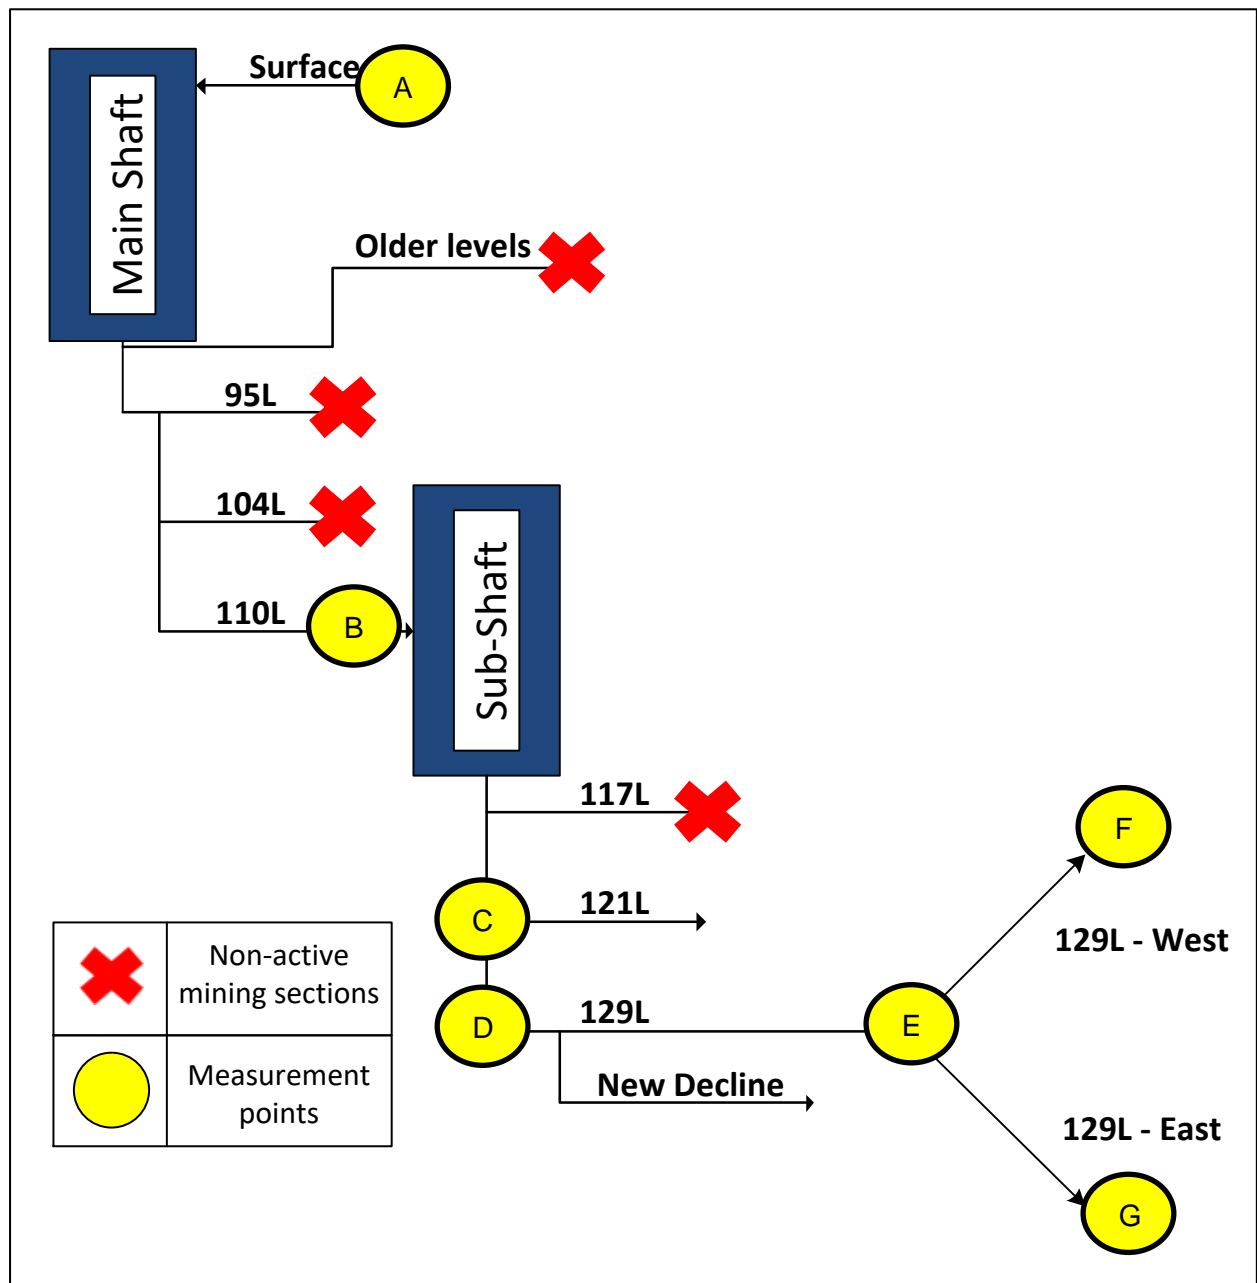 Surface
A
Main Shaft
Older levels
95L
104L
110L
B
Sub-Shaft
117L
F
C
121L
129L - West
Non-active
mining sections
D
129L
E
Measurement
points
New Decline
129L - East
G